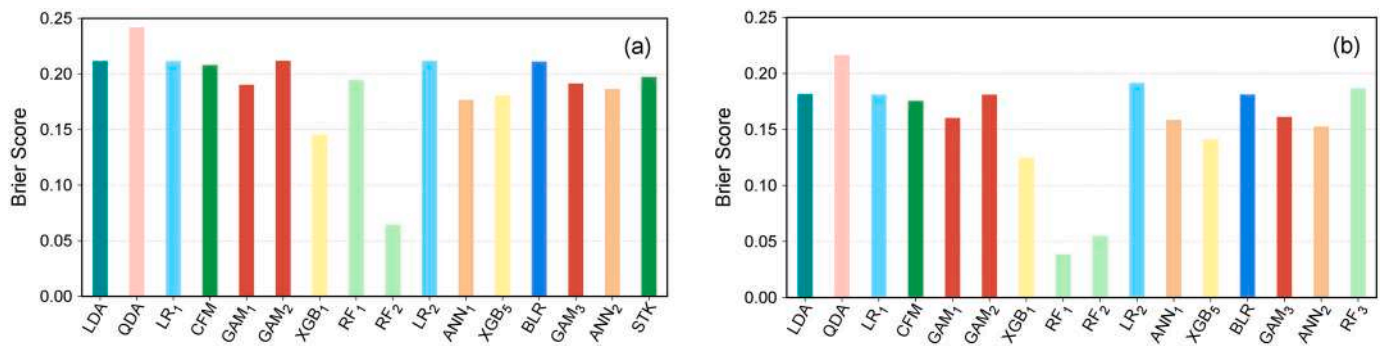 (a)
Brier Score
0.25
0.20
0.15
0.10
0.05
0.00
LDA
QDA
LR1
CFM
GAM1
GAM2
XGB1
RF1
RF2
LR2
ANN1
XGB5
BLR
GAM3
ANN2
STK
(b)
Brier Score
0.25
0.20
0.15
0.10
0.05
0.00
LDA
QDA
LR1
CFM
GAM1
GAM2
XGB1
RF1
RF2
LR2
ANN1
XGB5
BLR
GAM3
ANN2
RF3